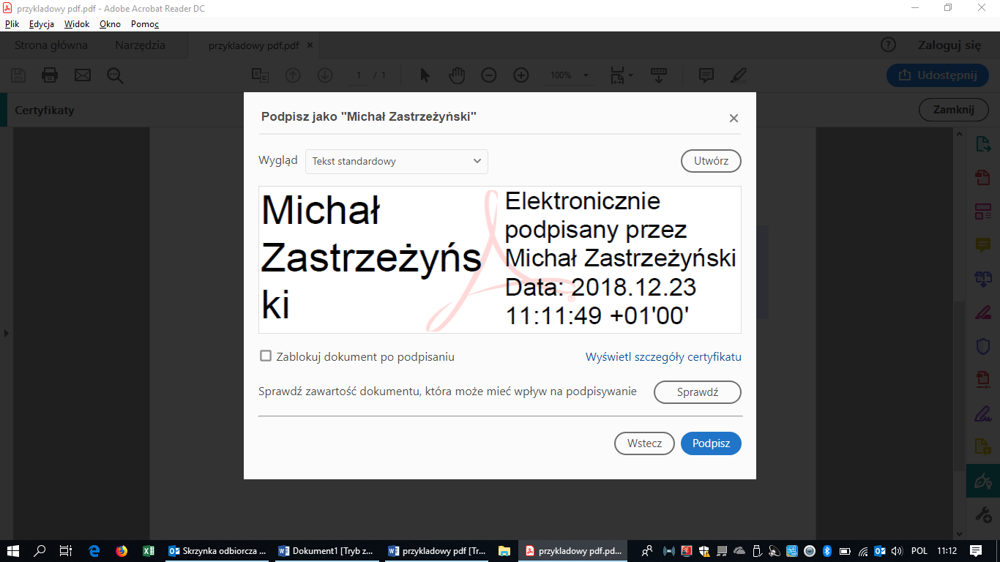 przykladowy pdf.pdf - Adobe Acrobat Reader DC
Plik Edycja Widok Okno Pomoc
Strona główna Narzędzia przykladowy pdf.pdf × ? Zaloguj się
1 / 1 100% Udostępnij
Certyfikaty Zamknij
Podpisz jako "Michał Zastrzeżyński"
Wygląd Tekst standardowy Utwórz
Michał
Zastrzeżyńs
ki
Elektronicznie
podpisany przez
Michał Zastrzeżyński
Data: 2018.12.23
11:11:49 +01'00'
Zablokuj dokument po podpisaniu Wyświetl szczegóły certyfikatu
Sprawdź zawartość dokumentu, która może mieć wpływ na podpisywanie Sprawdź
Wstecz Podpisz
Skrzynka odbiorcza ... Dokument1 [Tryb z... przykladowy pdf [Tr... przykladowy pdf.pd... POL 11:12